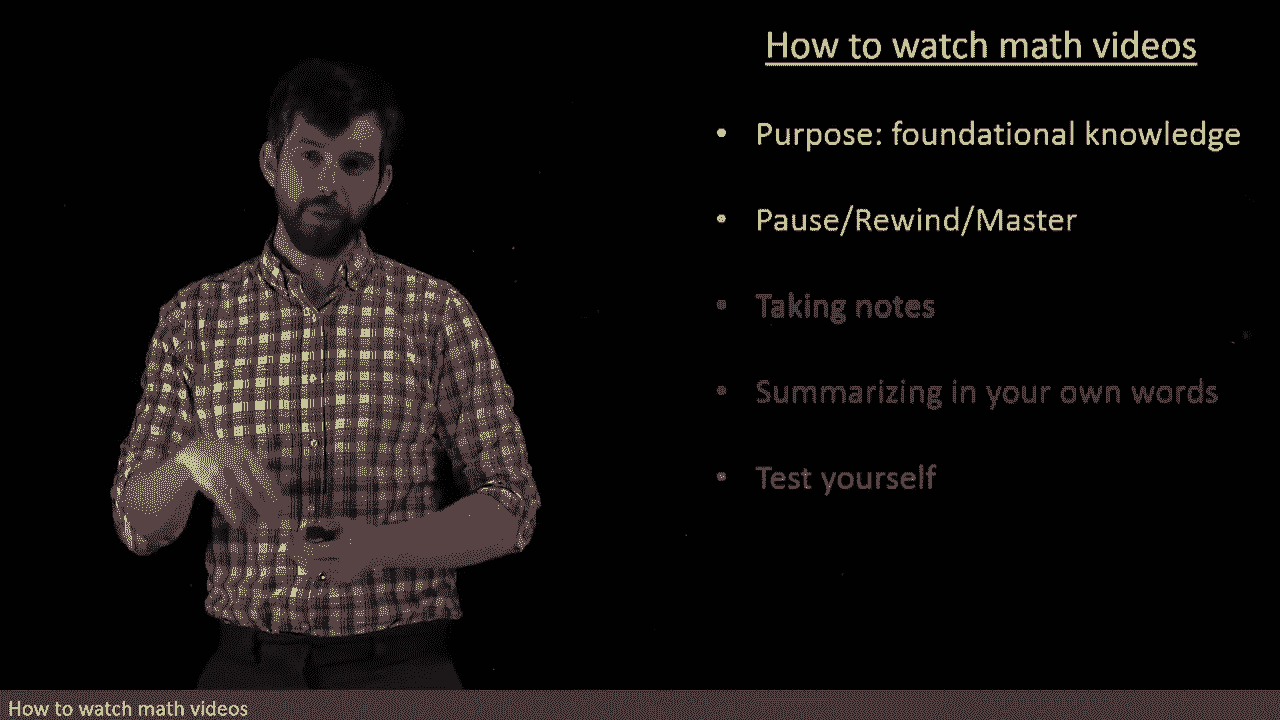 How to watch math videos
• Purpose: foundational knowledge
• Pause/Rewind/Master
• Taking notes
• Summarizing in your own words
• Test yourself
How to watch math videos